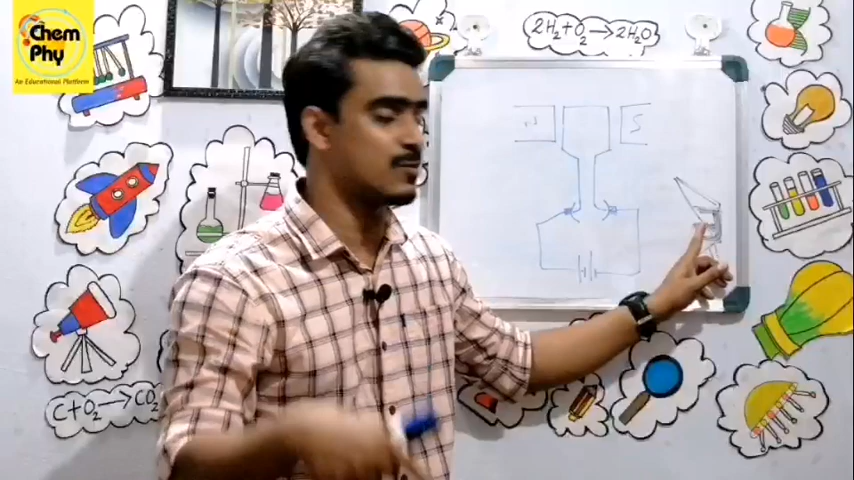 Chem
Phy
An Educational Platform
2H₂+O₂→2H₂O
S
C+O₂→CO₂